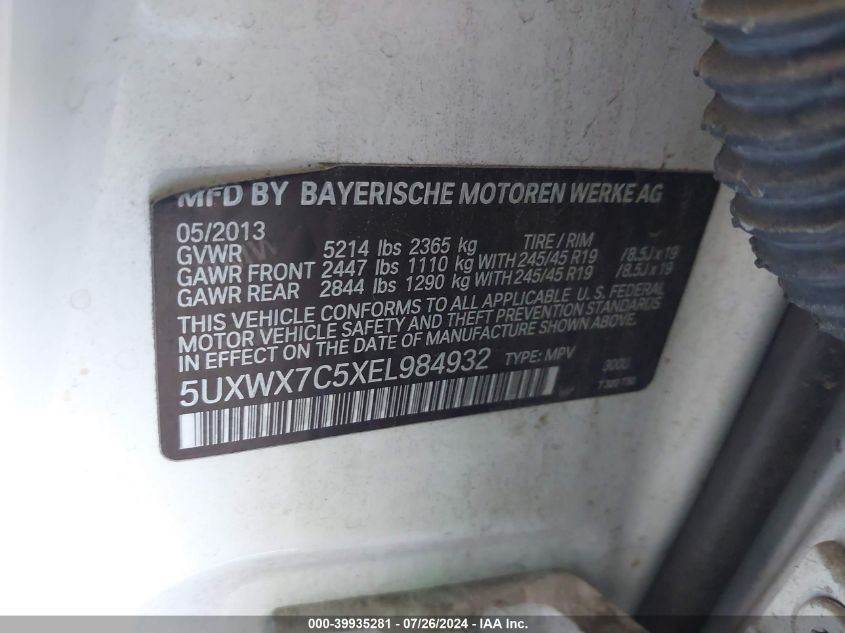 MFD BY BAYERISCHE MOTOREN WERKE AG
05/2013
GVWR 5214 lbs 2365 kg TIRE / RIM
GAWR FRONT 2447 lbs 1110 kg WITH 245/45 R19 /8.5J x 19
GAWR REAR 2844 lbs 1290 kg WITH 245/45 R19 /8.5J x 19
THIS VEHICLE CONFORMS TO ALL APPLICABLE U. S. FEDERAL
MOTOR VEHICLE SAFETY AND THEFT PREVENTION STANDARDS
IN EFFECT ON THE DATE OF MANUFACTURE SHOWN ABOVE.
5UXWX7C5XEL984932 TYPE: MPV 300U
000-39935281 - 07/26/2024 - IAA Inc.